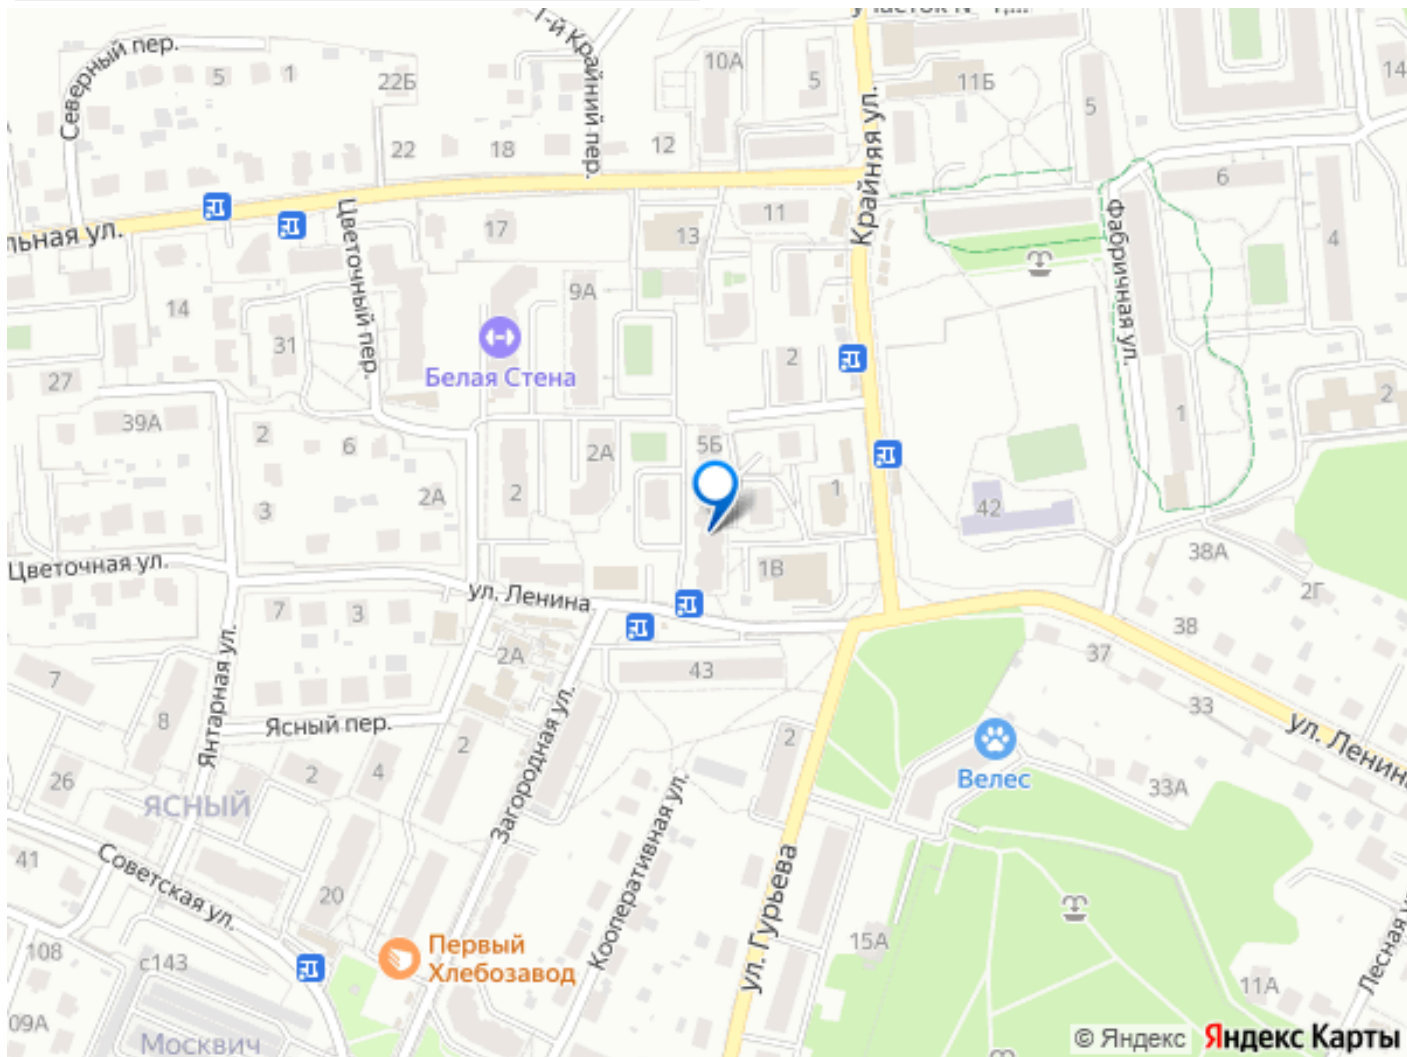 1-й Крайний пер.
Северный пер.
5
1
22Б
10А
5
11Б
5
14
22
18
12
Крайняя ул.
6
льная ул.
Цветочный пер.
17
13
11
Фабричная ул.
4
14
9А
31
Белая Стена
2
27
39А
2
6
2А
5Б
1
2
3
2А
2
1
42
Цветочная ул.
1В
38А
2Г
ул. Ленина
7
3
38
Янтарная ул.
2А
43
37
7
8
Ясный пер.
Загородная ул.
2
33
ул. Ленина
26
2
4
2
Велес
33А
ЯСНЫЙ
Кооперативная ул.
41
Советская ул.
20
ул. Гурьева
15А
Лесная у
108
с143
Первый
Хлебозавод
11А
09А
Москвич
© Яндекс Яндекс Карты